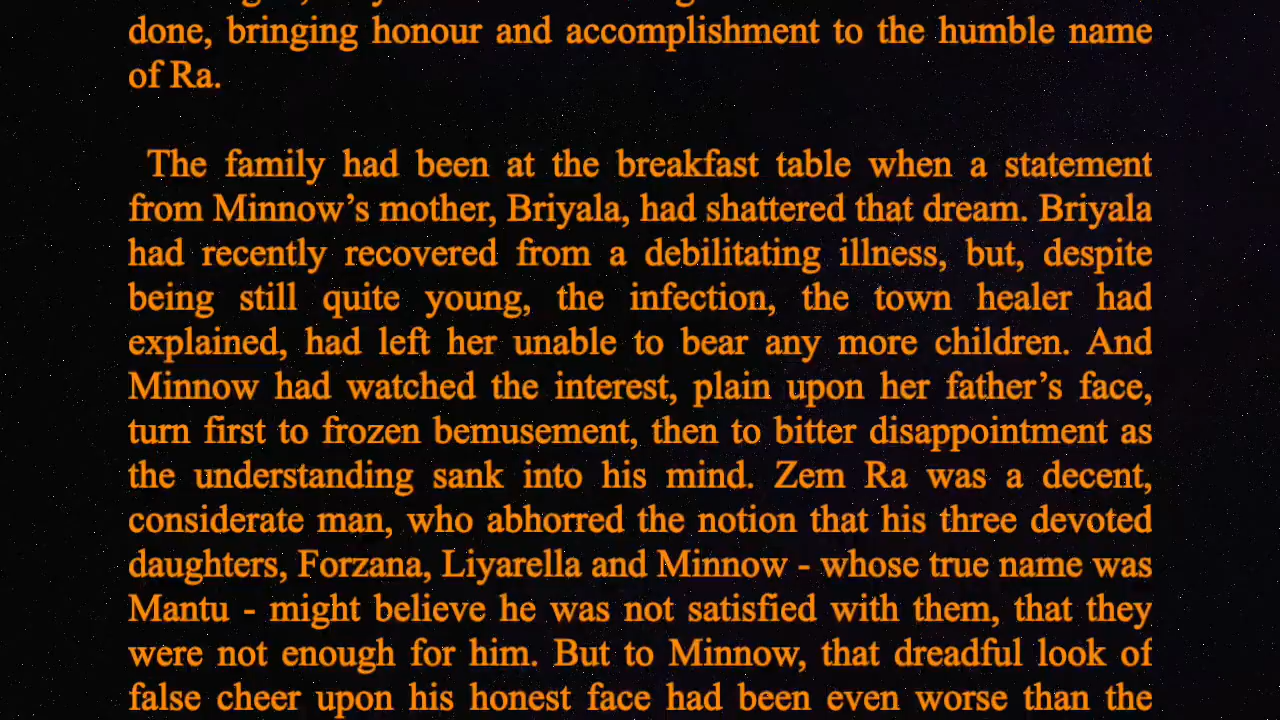 done, bringing honour and accomplishment to the humble name
of Ra.
The family had been at the breakfast table when a statement
from Minnow’s mother, Briyala, had shattered that dream. Briyala
had recently recovered from a debilitating illness, but, despite
being still quite young, the infection, the town healer had
explained, had left her unable to bear any more children. And
Minnow had watched the interest, plain upon her father’s face,
turn first to frozen bemusement, then to bitter disappointment as
the understanding sank into his mind. Zem Ra was a decent,
considerate man, who abhorred the notion that his three devoted
daughters, Forzana, Liyarella and Minnow - whose true name was
Mantu - might believe he was not satisfied with them, that they
were not enough for him. But to Minnow, that dreadful look of
false cheer upon his honest face had been even worse than the